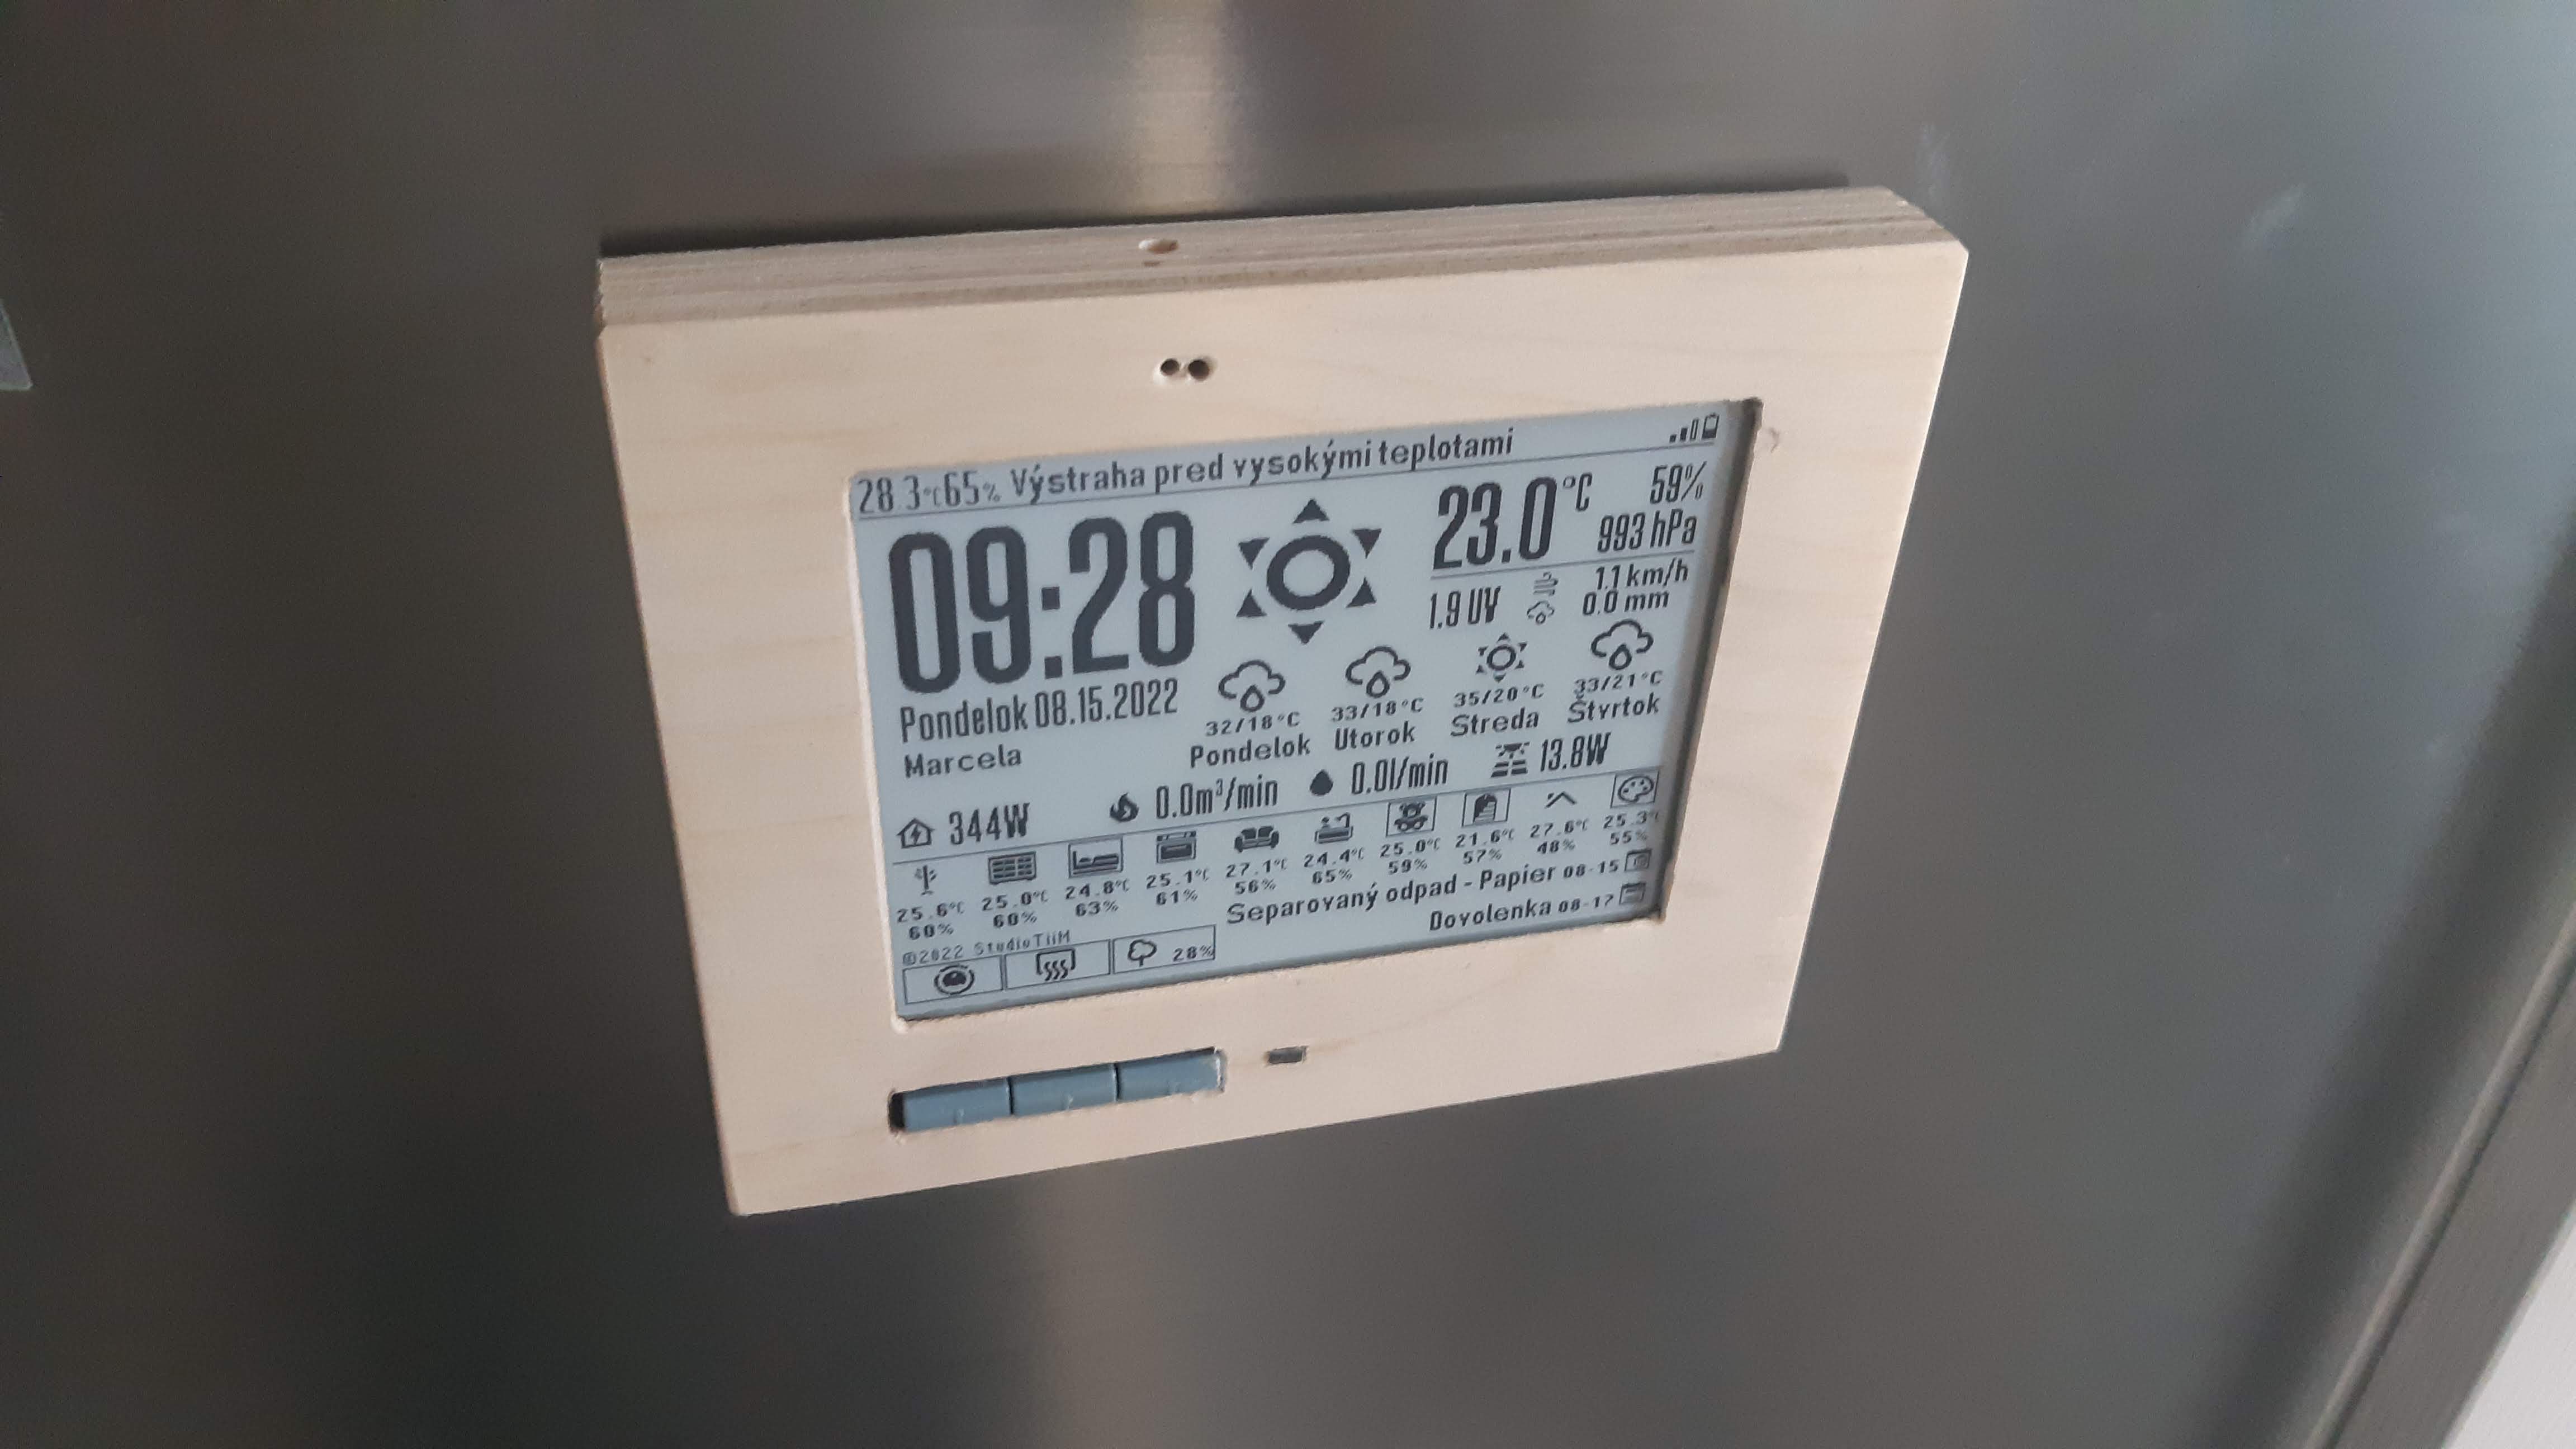 28.3°C 65% Výstraha pred vysokými teplotami
09:28
23.0°C
59%
993 hPa
1.9 UV
1.1 km/h
0.0 mm
Pondelok 08.15.2022
Marcela
32/18°C
33/18°C
35/20°C
33/21°C
Pondelok
Utorok
Streda
Štvrtok
344W
0.0m³/min
0.0l/min
13.8W
25.6°C
25.0°C
24.8°C
25.1°C
27.1°C
24.4°C
25.0°C
21.6°C
27.6°C
25.3°C
60%
60%
63%
61%
56%
65%
59%
57%
48%
55%
Separovaný odpad - Papier 08-15
Dovolenka 08-17
©2022 StudioTiiM
28%